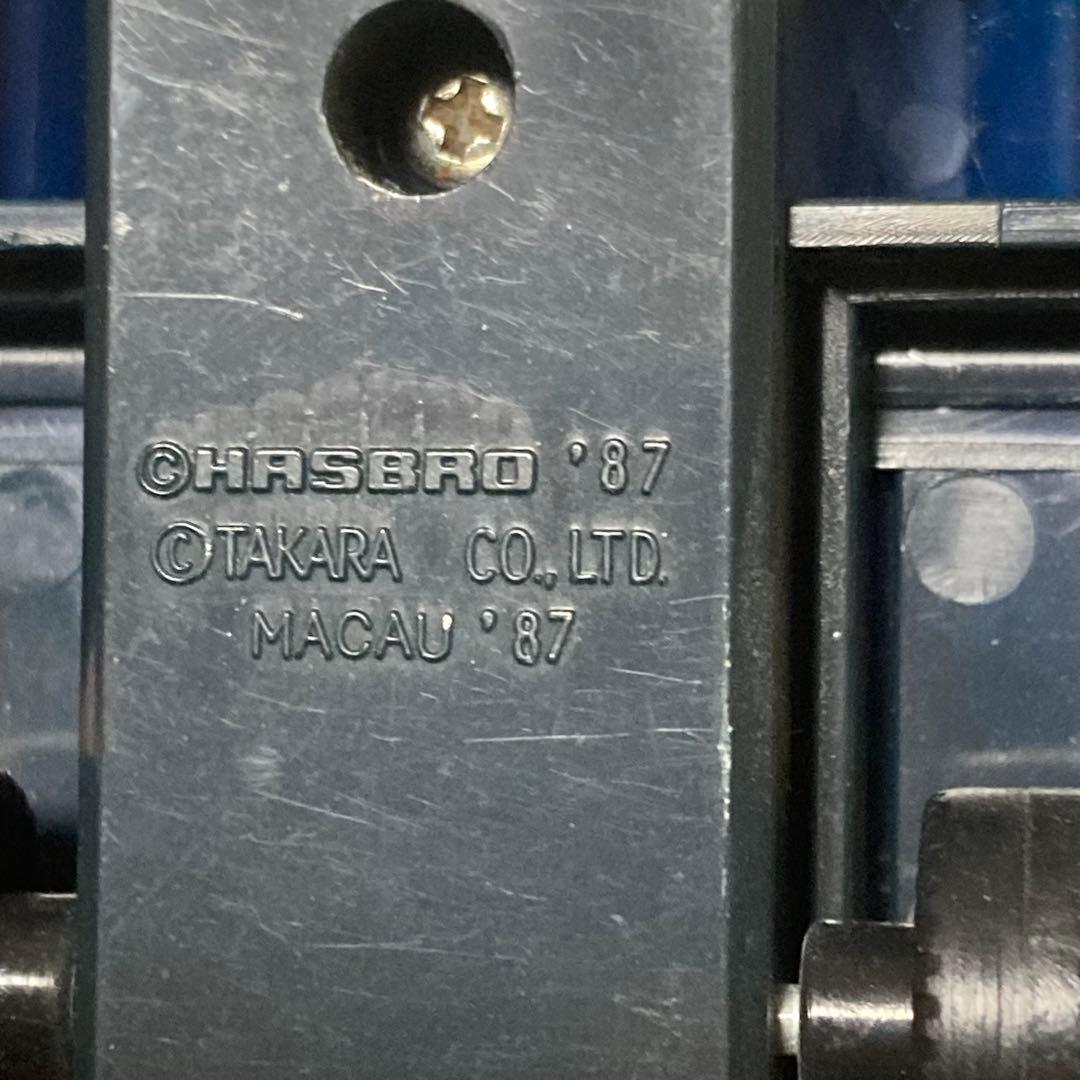 ©HASBRO '87
©TAKARA CO., LTD.
MACAU '87